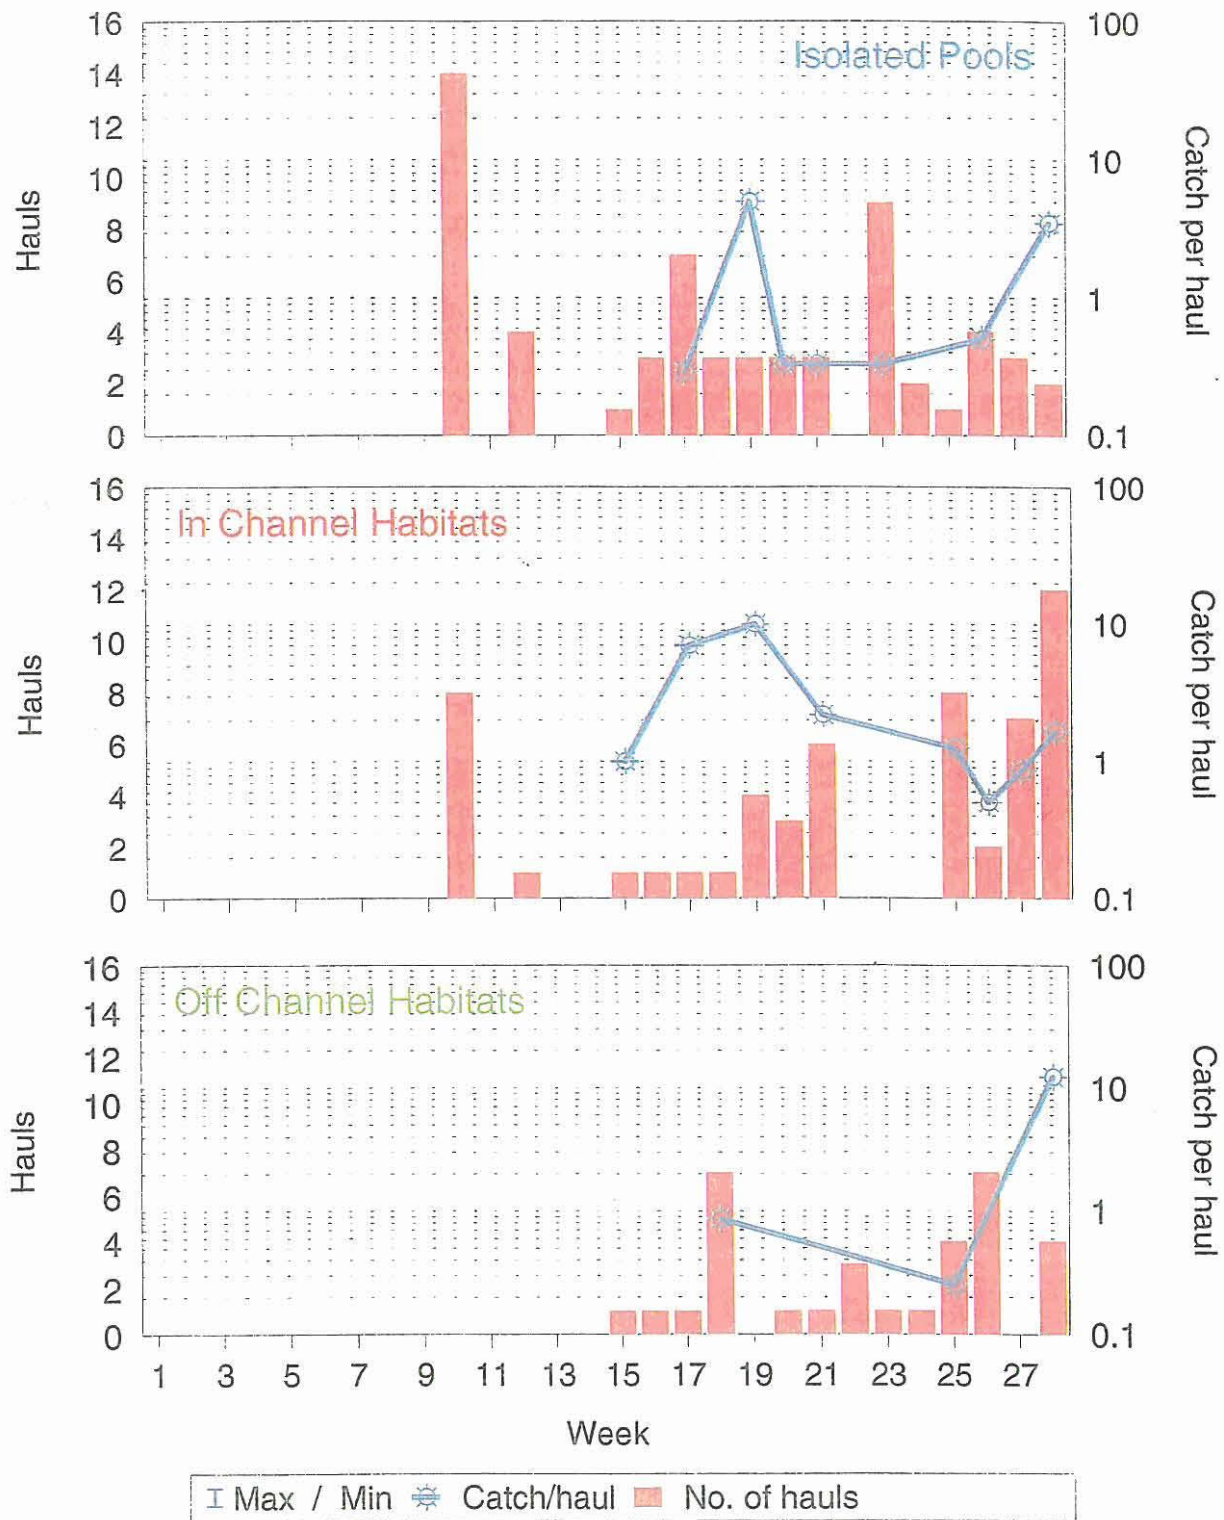 16 100
Isolated Pools
14
12
10 10
8
6
1
4
2
0 0.1
Hauls
Catch per haul
16 100
In Channel Habitats
14
12
10 10
8
6
1
4
2
0 0.1
Hauls
Catch per haul
16 100
Off Channel Habitats
14
12
10 10
8
6
1
4
2
0 0.1
Hauls
Catch per haul
1 3 5 7 9 11 13 15 17 19 21 23 25 27
Week
Max / Min Catch/haul No. of hauls